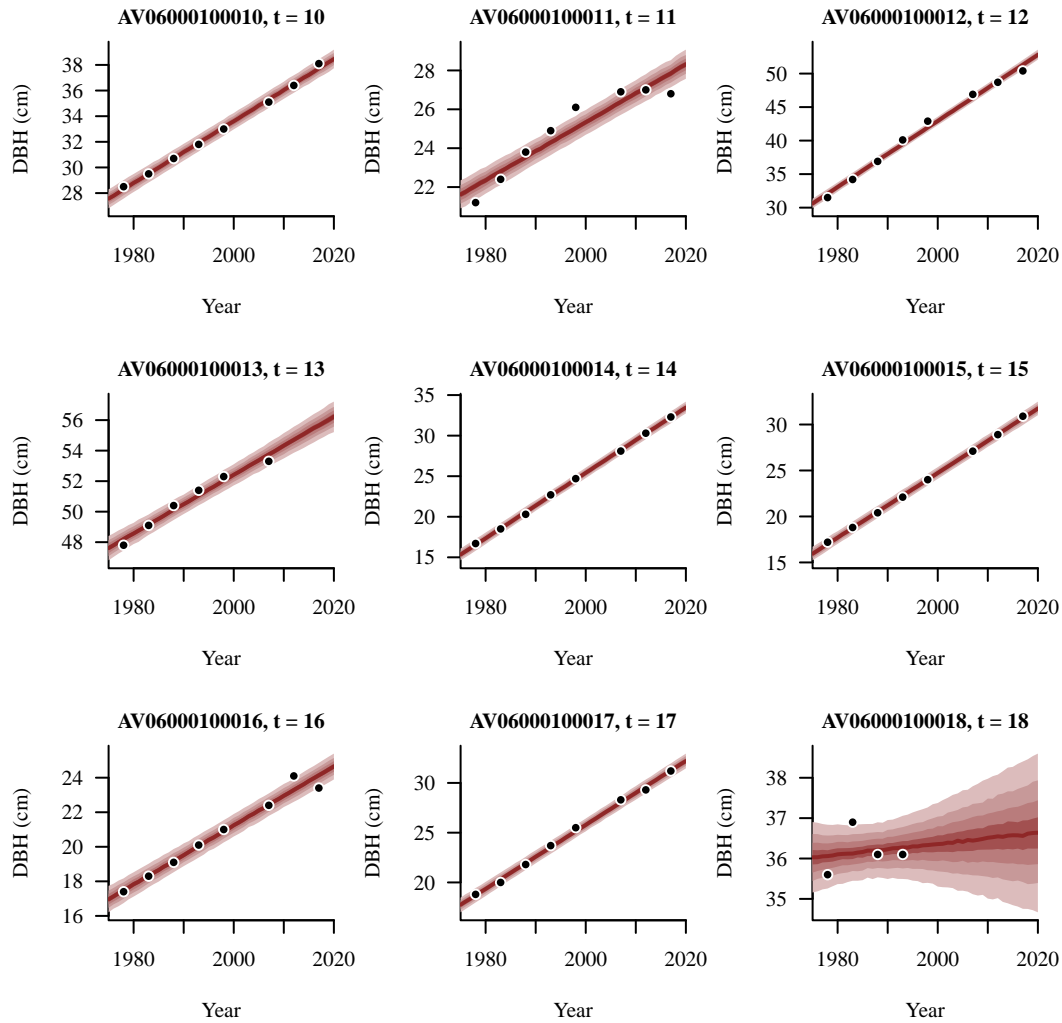 AV06000100010, t = 10
DBH (cm)
38
36
34
32
30
28
1980 2000 2020
Year
AV06000100011, t = 11
DBH (cm)
28
26
24
22
1980 2000 2020
Year
AV06000100012, t = 12
DBH (cm)
50
45
40
35
30
1980 2000 2020
Year
AV06000100013, t = 13
DBH (cm)
56
54
52
50
48
1980 2000 2020
Year
AV06000100014, t = 14
DBH (cm)
35
30
25
20
15
1980 2000 2020
Year
AV06000100015, t = 15
DBH (cm)
30
25
20
15
1980 2000 2020
Year
AV06000100016, t = 16
DBH (cm)
24
22
20
18
16
1980 2000 2020
Year
AV06000100017, t = 17
DBH (cm)
30
25
20
1980 2000 2020
Year
AV06000100018, t = 18
DBH (cm)
38
37
36
35
1980 2000 2020
Year